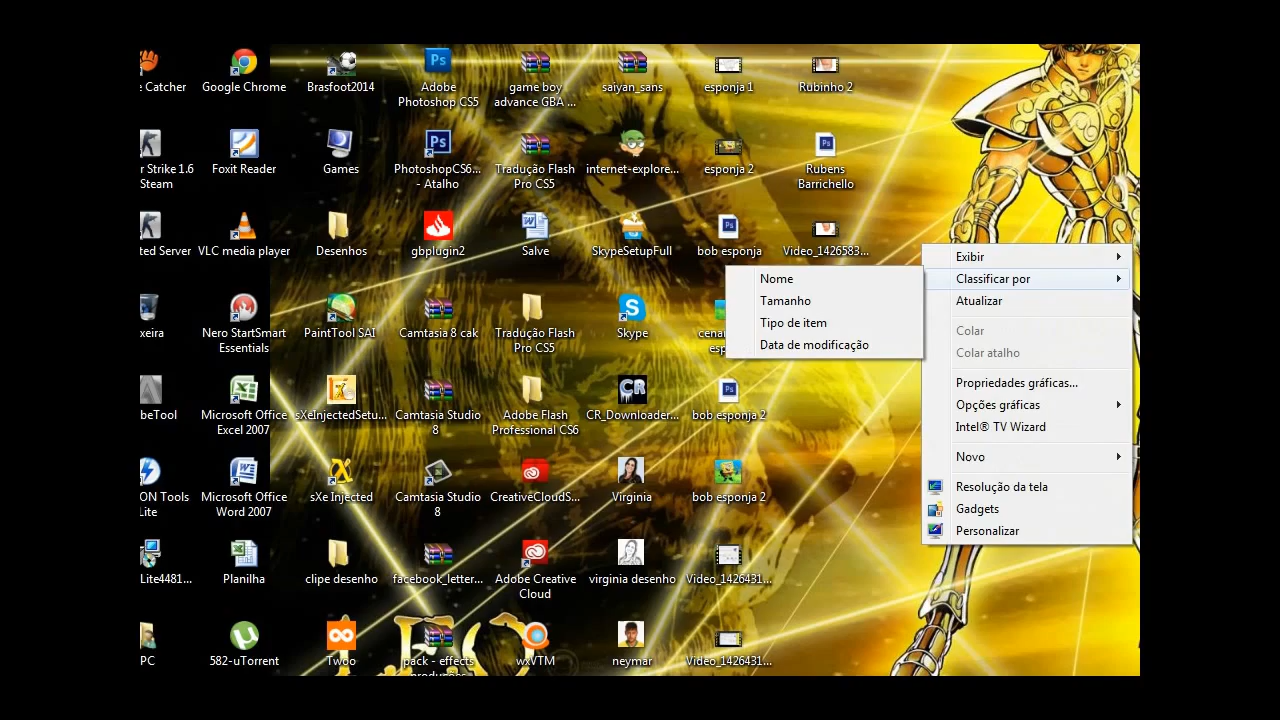 e Catcher
Google Chrome
Brasfoot2014
Adobe
Photoshop CS5
game boy
advance GBA ...
saiyan_sans
esponja 1
Rubinho 2
r Strike 1.6
Steam
Foxit Reader
Games
PhotoshopCS6...
- Atalho
Tradução Flash
Pro CS5
internet-explore...
esponja 2
Rubens
Barrichello
ted Server
VLC media player
Desenhos
gbplugin2
Salve
SkypeSetupFull
bob esponja
Video_1426583...
xeira
Nero StartSmart
Essentials
PaintTool SAI
Camtasia 8 cak
Tradução Flash
Pro CS5
Skype
cena
esp
beTool
Microsoft Office
Excel 2007
sXeInjectedSetu...
Camtasia Studio
8
Adobe Flash
Professional CS6
CR_Downloader...
bob esponja 2
ON Tools
Lite
Microsoft Office
Word 2007
sXe Injected
Camtasia Studio
8
CreativeCloudS...
Virginia
bob esponja 2
Lite4481...
Planilha
clipe desenho
facebook_letter...
Adobe Creative
Cloud
virginia desenho
Video_1426431...
PC
582-uTorrent
Twoo
pack - effects
produções
wxVTM
neymar
Video_1426431...
Nome
Tamanho
Tipo de item
Data de modificação
Exibir
Classificar por
Atualizar
Colar
Colar atalho
Propriedades gráficas...
Opções gráficas
Intel® TV Wizard
Novo
Resolução da tela
Gadgets
Personalizar